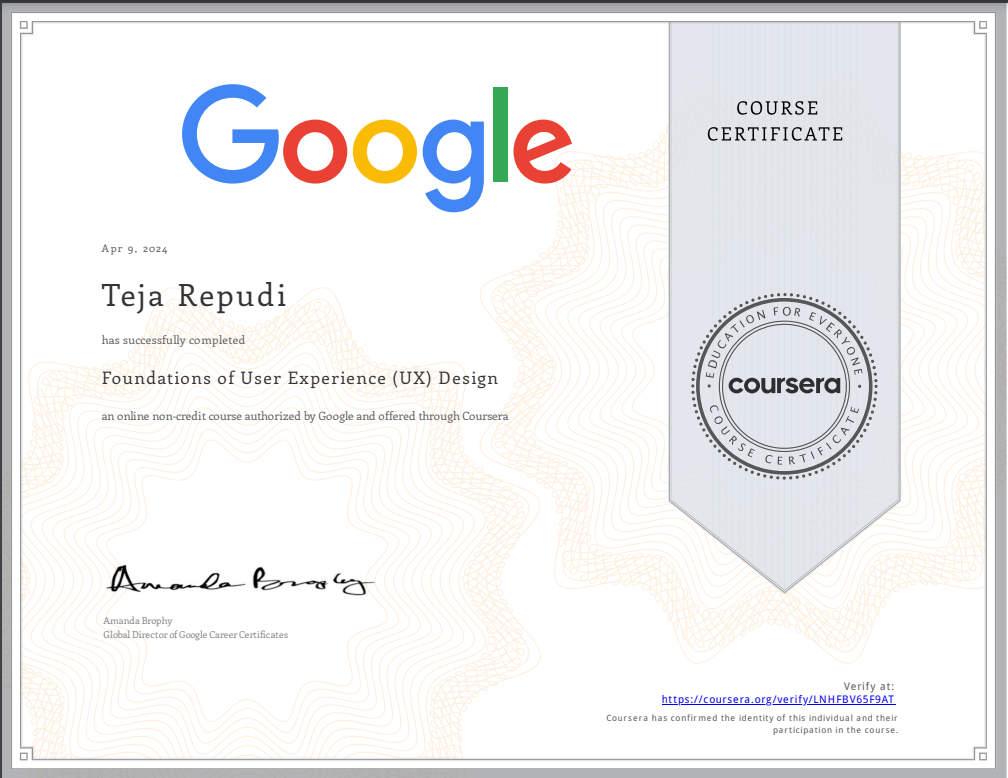 Google
COURSE
CERTIFICATE
Apr 9, 2024
Teja Repudi
has successfully completed
Foundations of User Experience (UX) Design
an online non-credit course authorized by Google and offered through Coursera
EDUCATION FOR EVERYONE
coursera
COURSE CERTIFICATE
Amanda Brophy
Amanda Brophy
Global Director of Google Career Certificates
Verify at:
https://coursera.org/verify/LNHFBV65F9AT
Coursera has confirmed the identity of this individual and their
participation in the course.